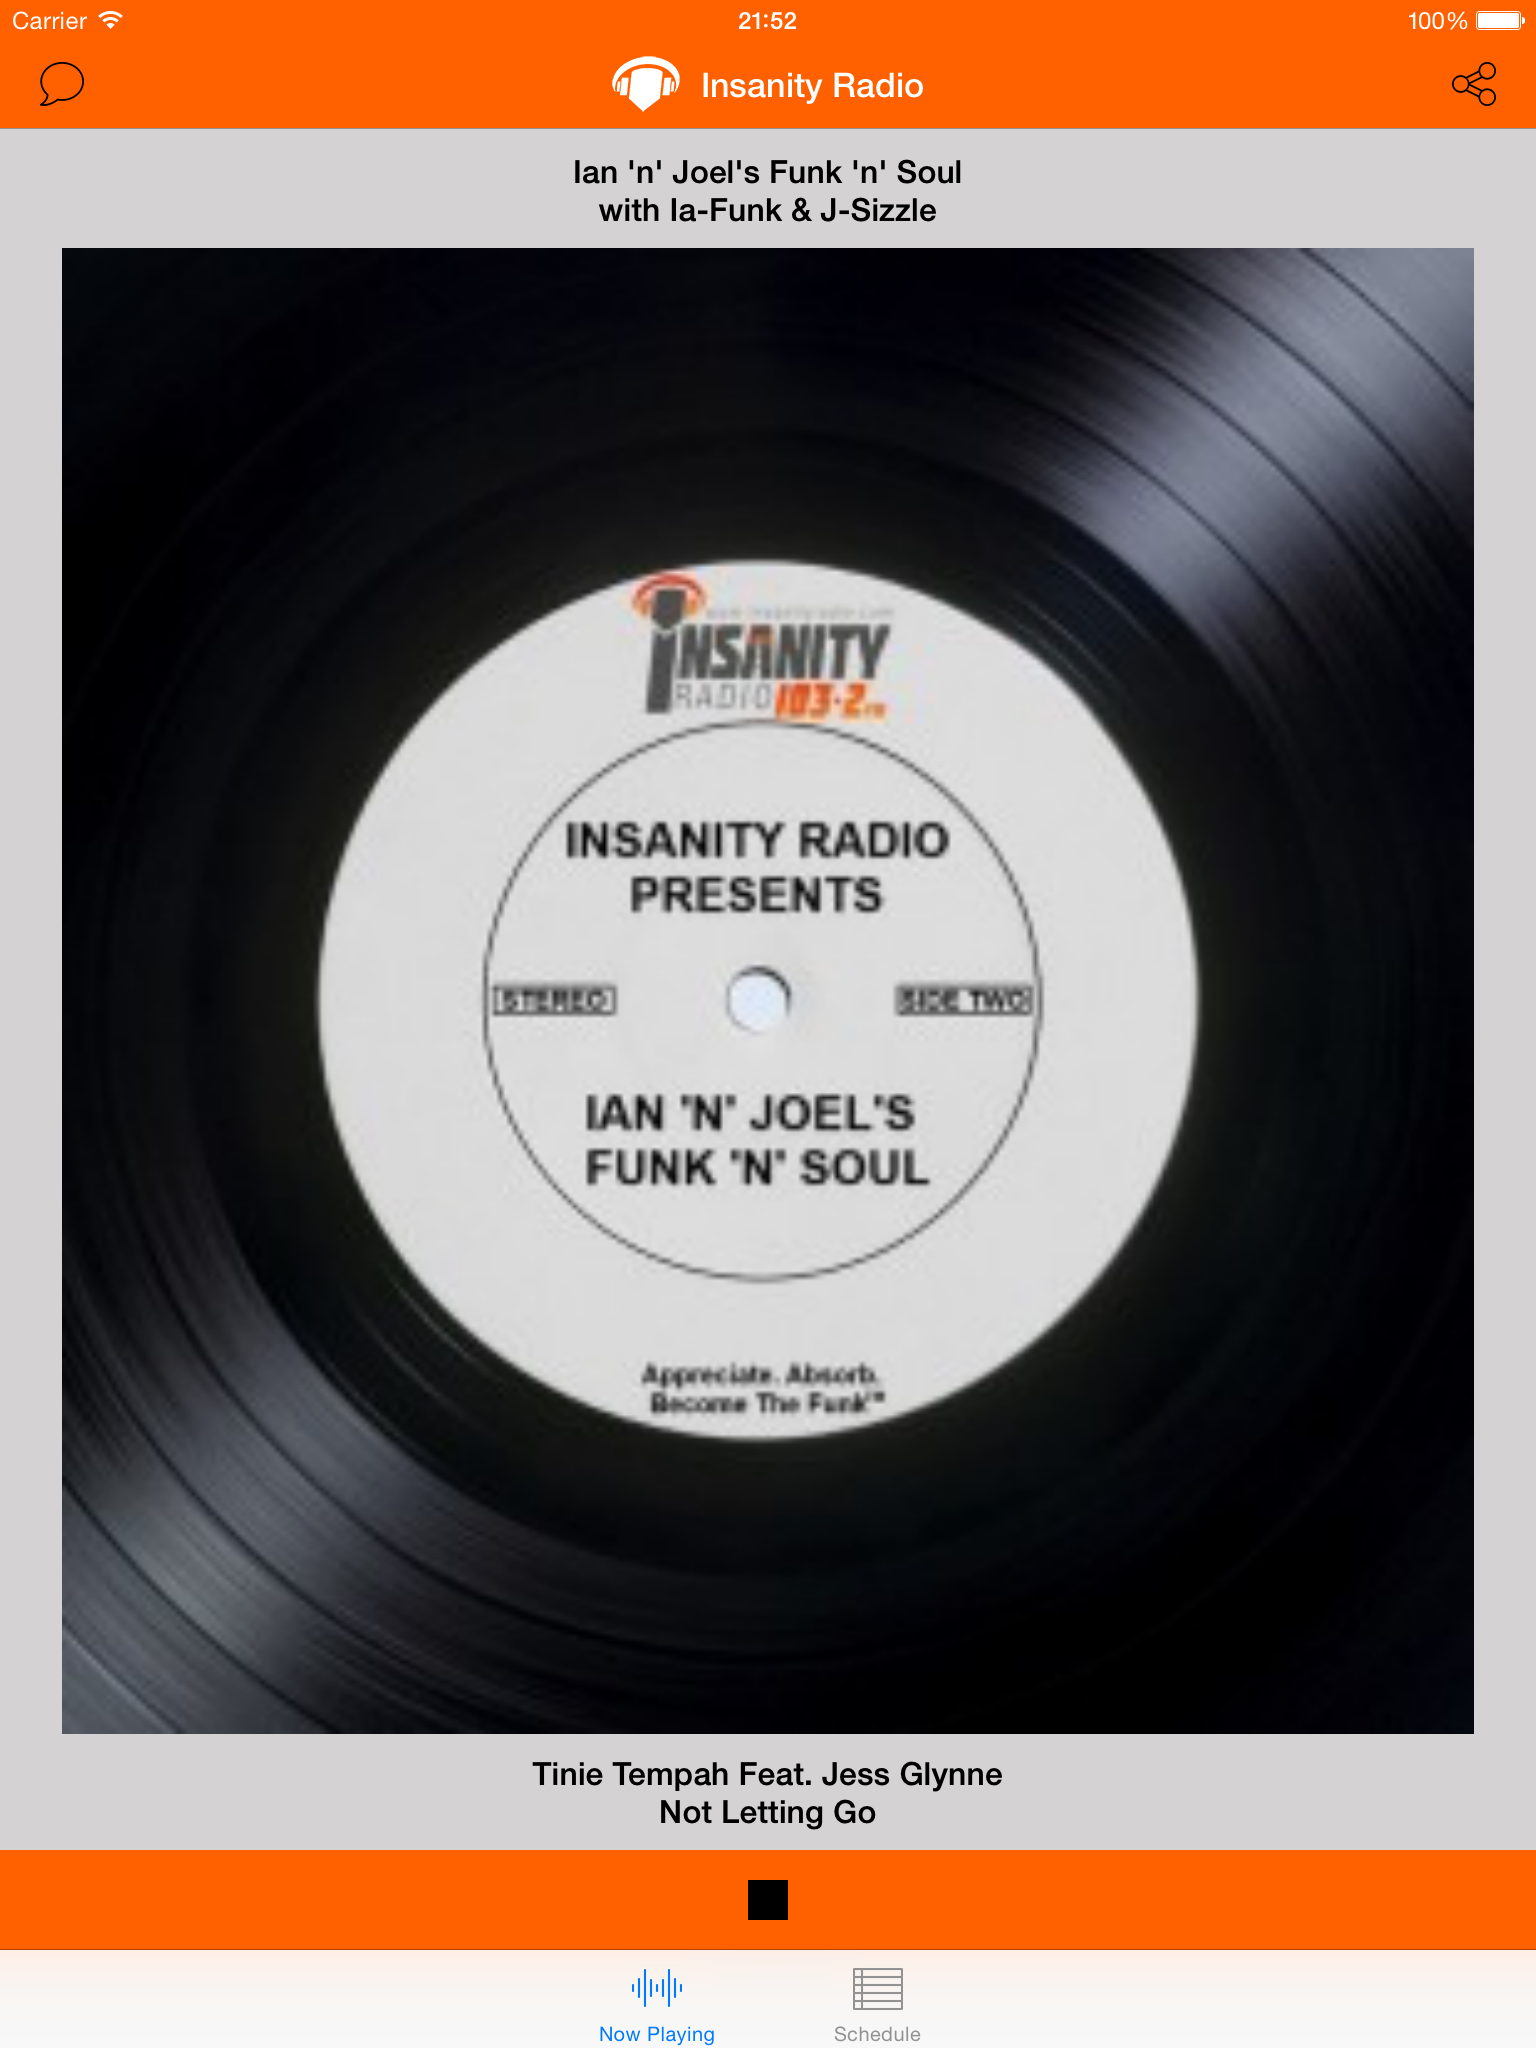 Carrier 21:52 100%
Insanity Radio
Ian 'n' Joel's Funk 'n' Soul
with Ia-Funk & J-Sizzle
INSANITY
RADIO 103.2 FM
INSANITY RADIO
PRESENTS
STEREO SIDE TWO
IAN 'N' JOEL'S
FUNK 'N' SOUL
Appreciate. Absorb.
Become The Funk™
Tinie Tempah Feat. Jess Glynne
Not Letting Go
Now Playing Schedule